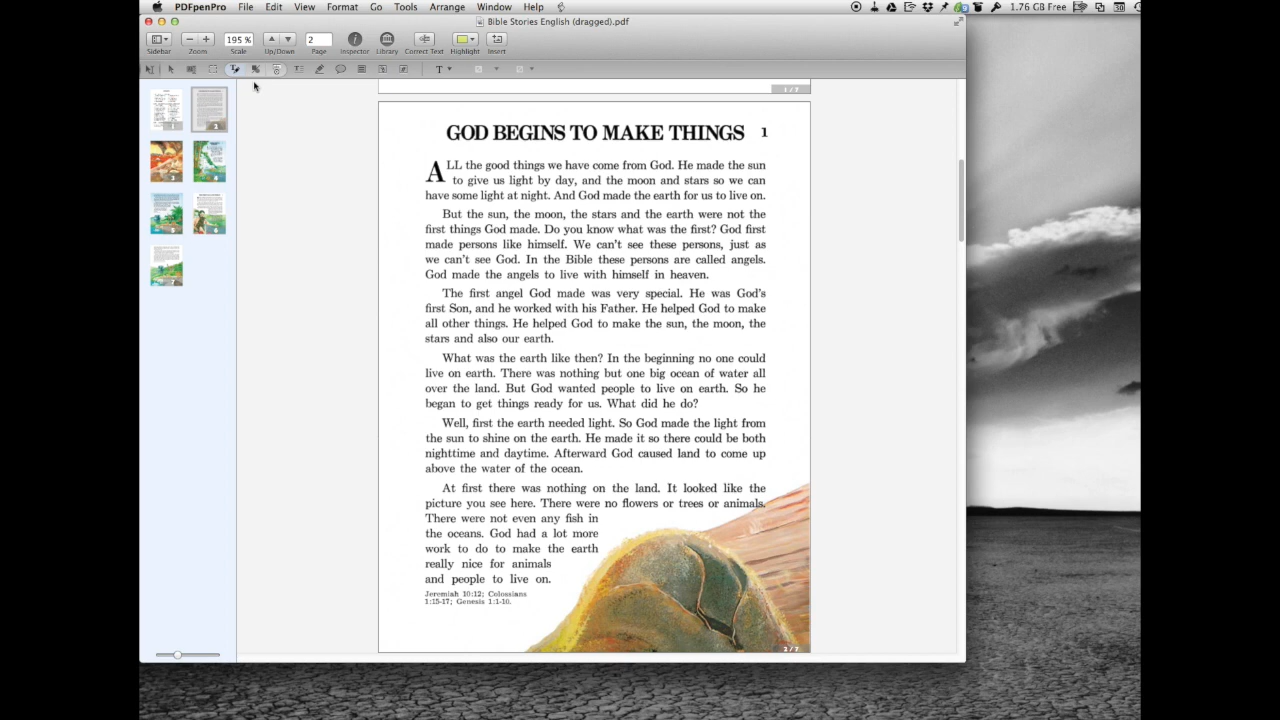 PDFpenPro File Edit View Format Go Tools Arrange Window Help 1.76 GB Free
Bible Stories English (dragged).pdf
195 % 2
Sidebar Zoom Scale Up/Down Page Inspector Library Correct Text Highlight Insert
T
1/7
GOD BEGINS TO MAKE THINGS 1
ALL the good things we have come from God. He made the sun
to give us light by day, and the moon and stars so we can
have some light at night. And God made the earth for us to live on.
But the sun, the moon, the stars and the earth were not the
first things God made. Do you know what was the first? God first
made persons like himself. We can't see these persons, just as
we can't see God. In the Bible these persons are called angels.
God made the angels to live with himself in heaven.
The first angel God made was very special. He was God's
first Son, and he worked with his Father. He helped God to make
all other things. He helped God to make the sun, the moon, the
stars and also our earth.
What was the earth like then? In the beginning no one could
live on earth. There was nothing but one big ocean of water all
over the land. But God wanted people to live on earth. So he
began to get things ready for us. What did he do?
Well, first the earth needed light. So God made the light from
the sun to shine on the earth. He made it so there could be both
nighttime and daytime. Afterward God caused land to come up
above the water of the ocean.
At first there was nothing on the land. It looked like the
picture you see here. There were no flowers or trees or animals.
There were not even any fish in
the oceans. God had a lot more
work to do to make the earth
really nice for animals
and people to live on.
Jeremiah 10:12; Colossians
1:15-17; Genesis 1:1-10.
2/7
1 2
3 4
5 6
7